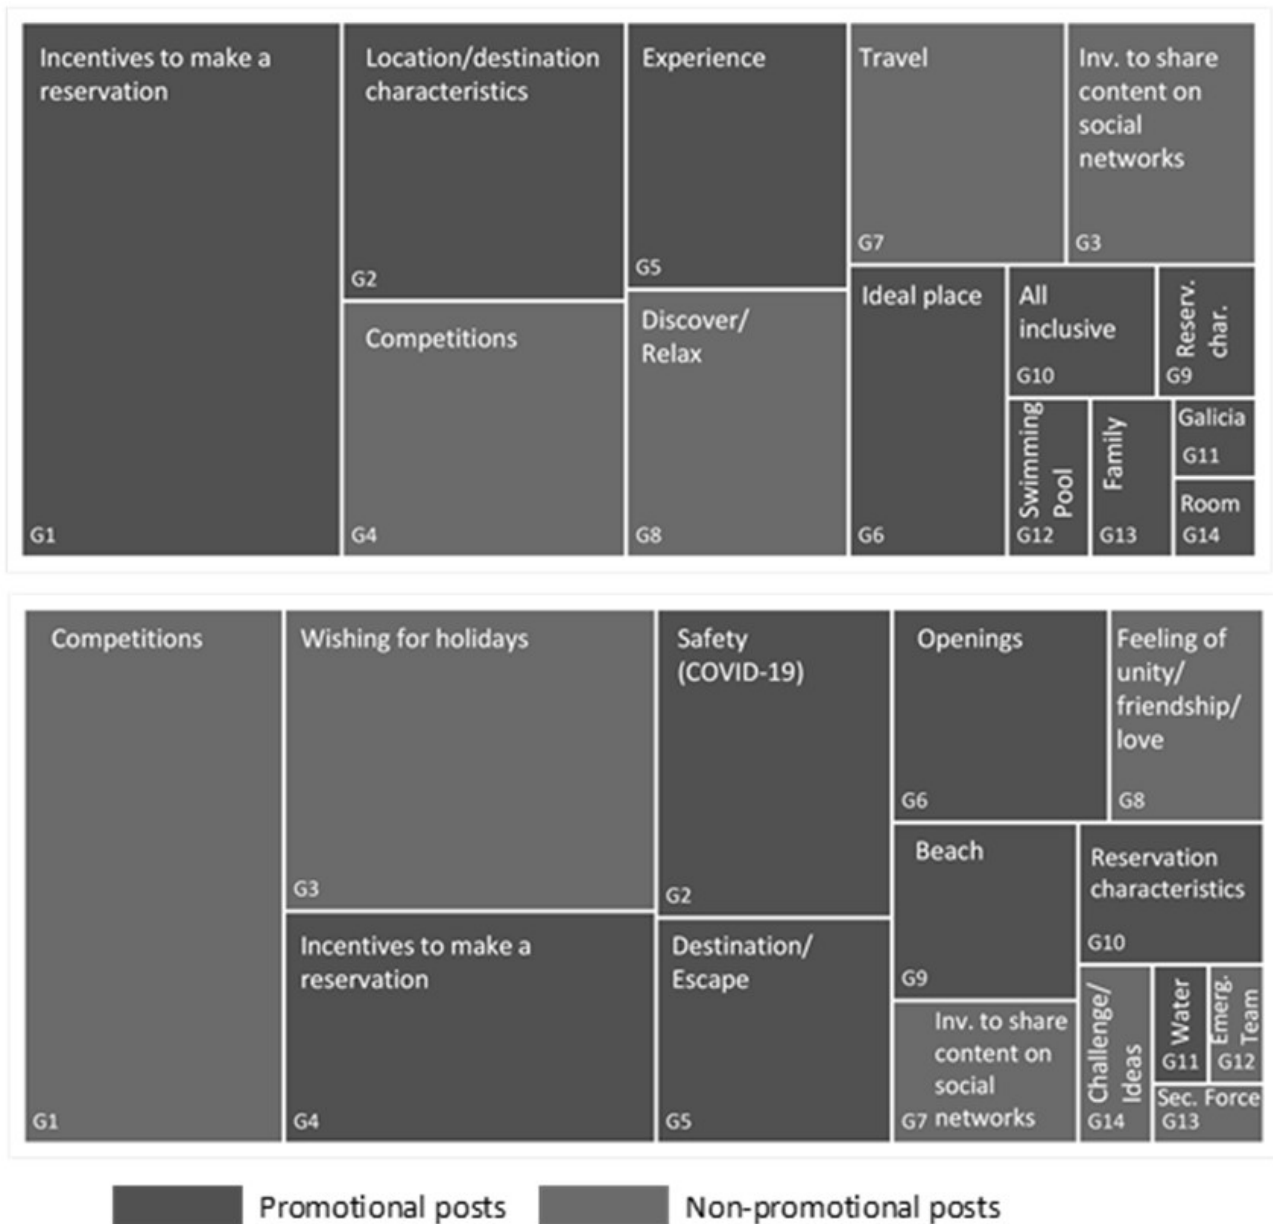 Incentives to make a
reservation
G1
Location/destination
characteristics
G2
Competitions
G4
Experience
G5
Discover/
Relax
G8
Travel
G7
Inv. to share
content on
social
networks
G3
Ideal place
G6
All
inclusive
G10
Reserv.
char.
G9
Swimming
Pool
G12
Family
G13
Galicia
G11
Room
G14
Competitions
G1
Wishing for holidays
G3
Incentives to make a
reservation
G4
Safety
(COVID-19)
G2
Destination/
Escape
G5
Openings
G6
Feeling of
unity/
friendship/
love
G8
Beach
G9
Inv. to share
content on
social
networks
G7
Reservation
characteristics
G10
Challenge/
Ideas
G14
Water
G11
Emerg.
Team
G12
Sec. Force
G13
Promotional posts
Non-promotional posts